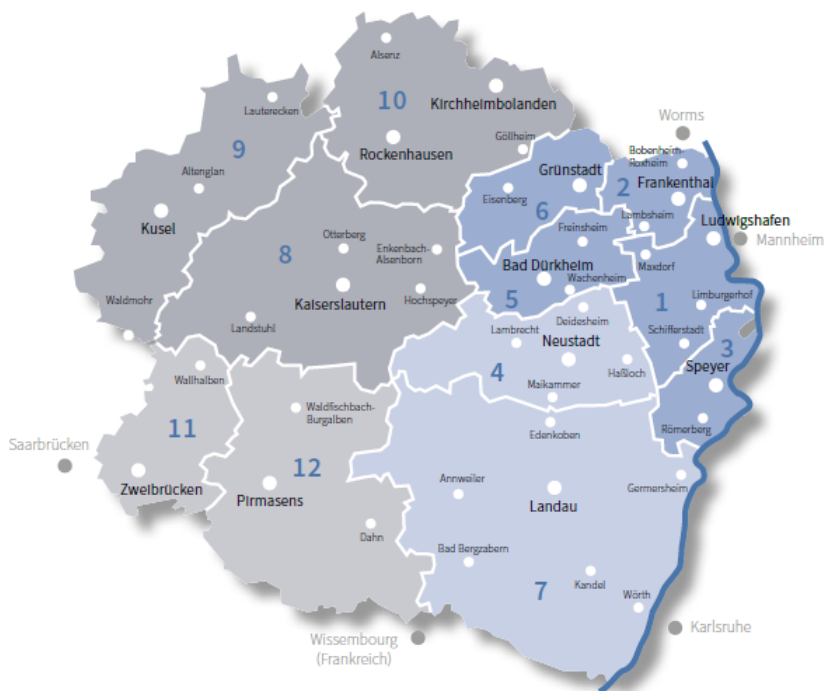 Alsenz
10
Kirchheimbolanden
Lauterecken
Worms
9
Göllheim
Rockenhausen
Bobenheim-
Roxheim
Grünstadt
2
Altenglan
Eisenberg
Frankenthal
6
Kusel
Lambsheim
Ludwigshafen
Otterberg
Freinsheim
Mannheim
8
Enkenbach-
Alsenborn
Bad Dürkheim
Maxdorf
Wachenheim
Kaiserslautern
Hochspeyer
5
1
Limburgerhof
Waldmohr
Deidesheim
Landstuhl
Lambrecht
Schifferstadt
Neustadt
3
4
Haßloch
Speyer
Wallhalben
Maikammer
Waldfischbach-
Burgalben
11
Edenkoben
Römerberg
Saarbrücken
12
Annweiler
Germersheim
Zweibrücken
Pirmasens
Landau
Dahn
Bad Bergzabern
7
Kandel
Wörth
Wissembourg
(Frankreich)
Karlsruhe